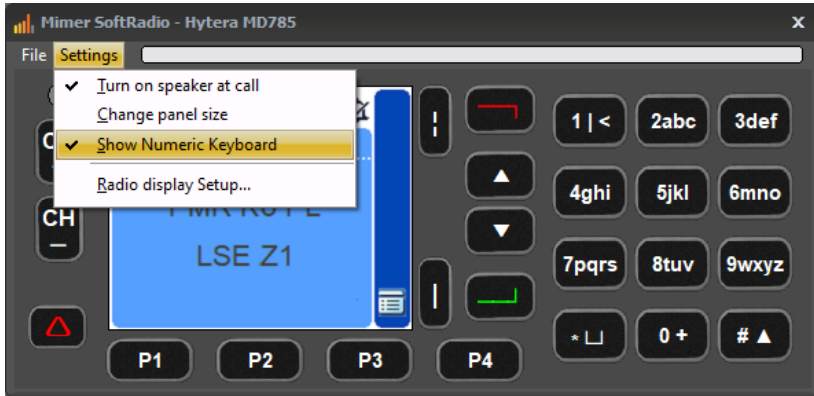 Mimer SoftRadio - Hytera MD785
x
File Settings
Turn on speaker at call
Change panel size
Show Numeric Keyboard
Radio display Setup...
CH
LSE Z1
1 | < 2abc 3def
4ghi 5jkl 6mno
7pqrs 8tuv 9wxyz
* ⌴ 0 + # ▲
P1 P2 P3 P4